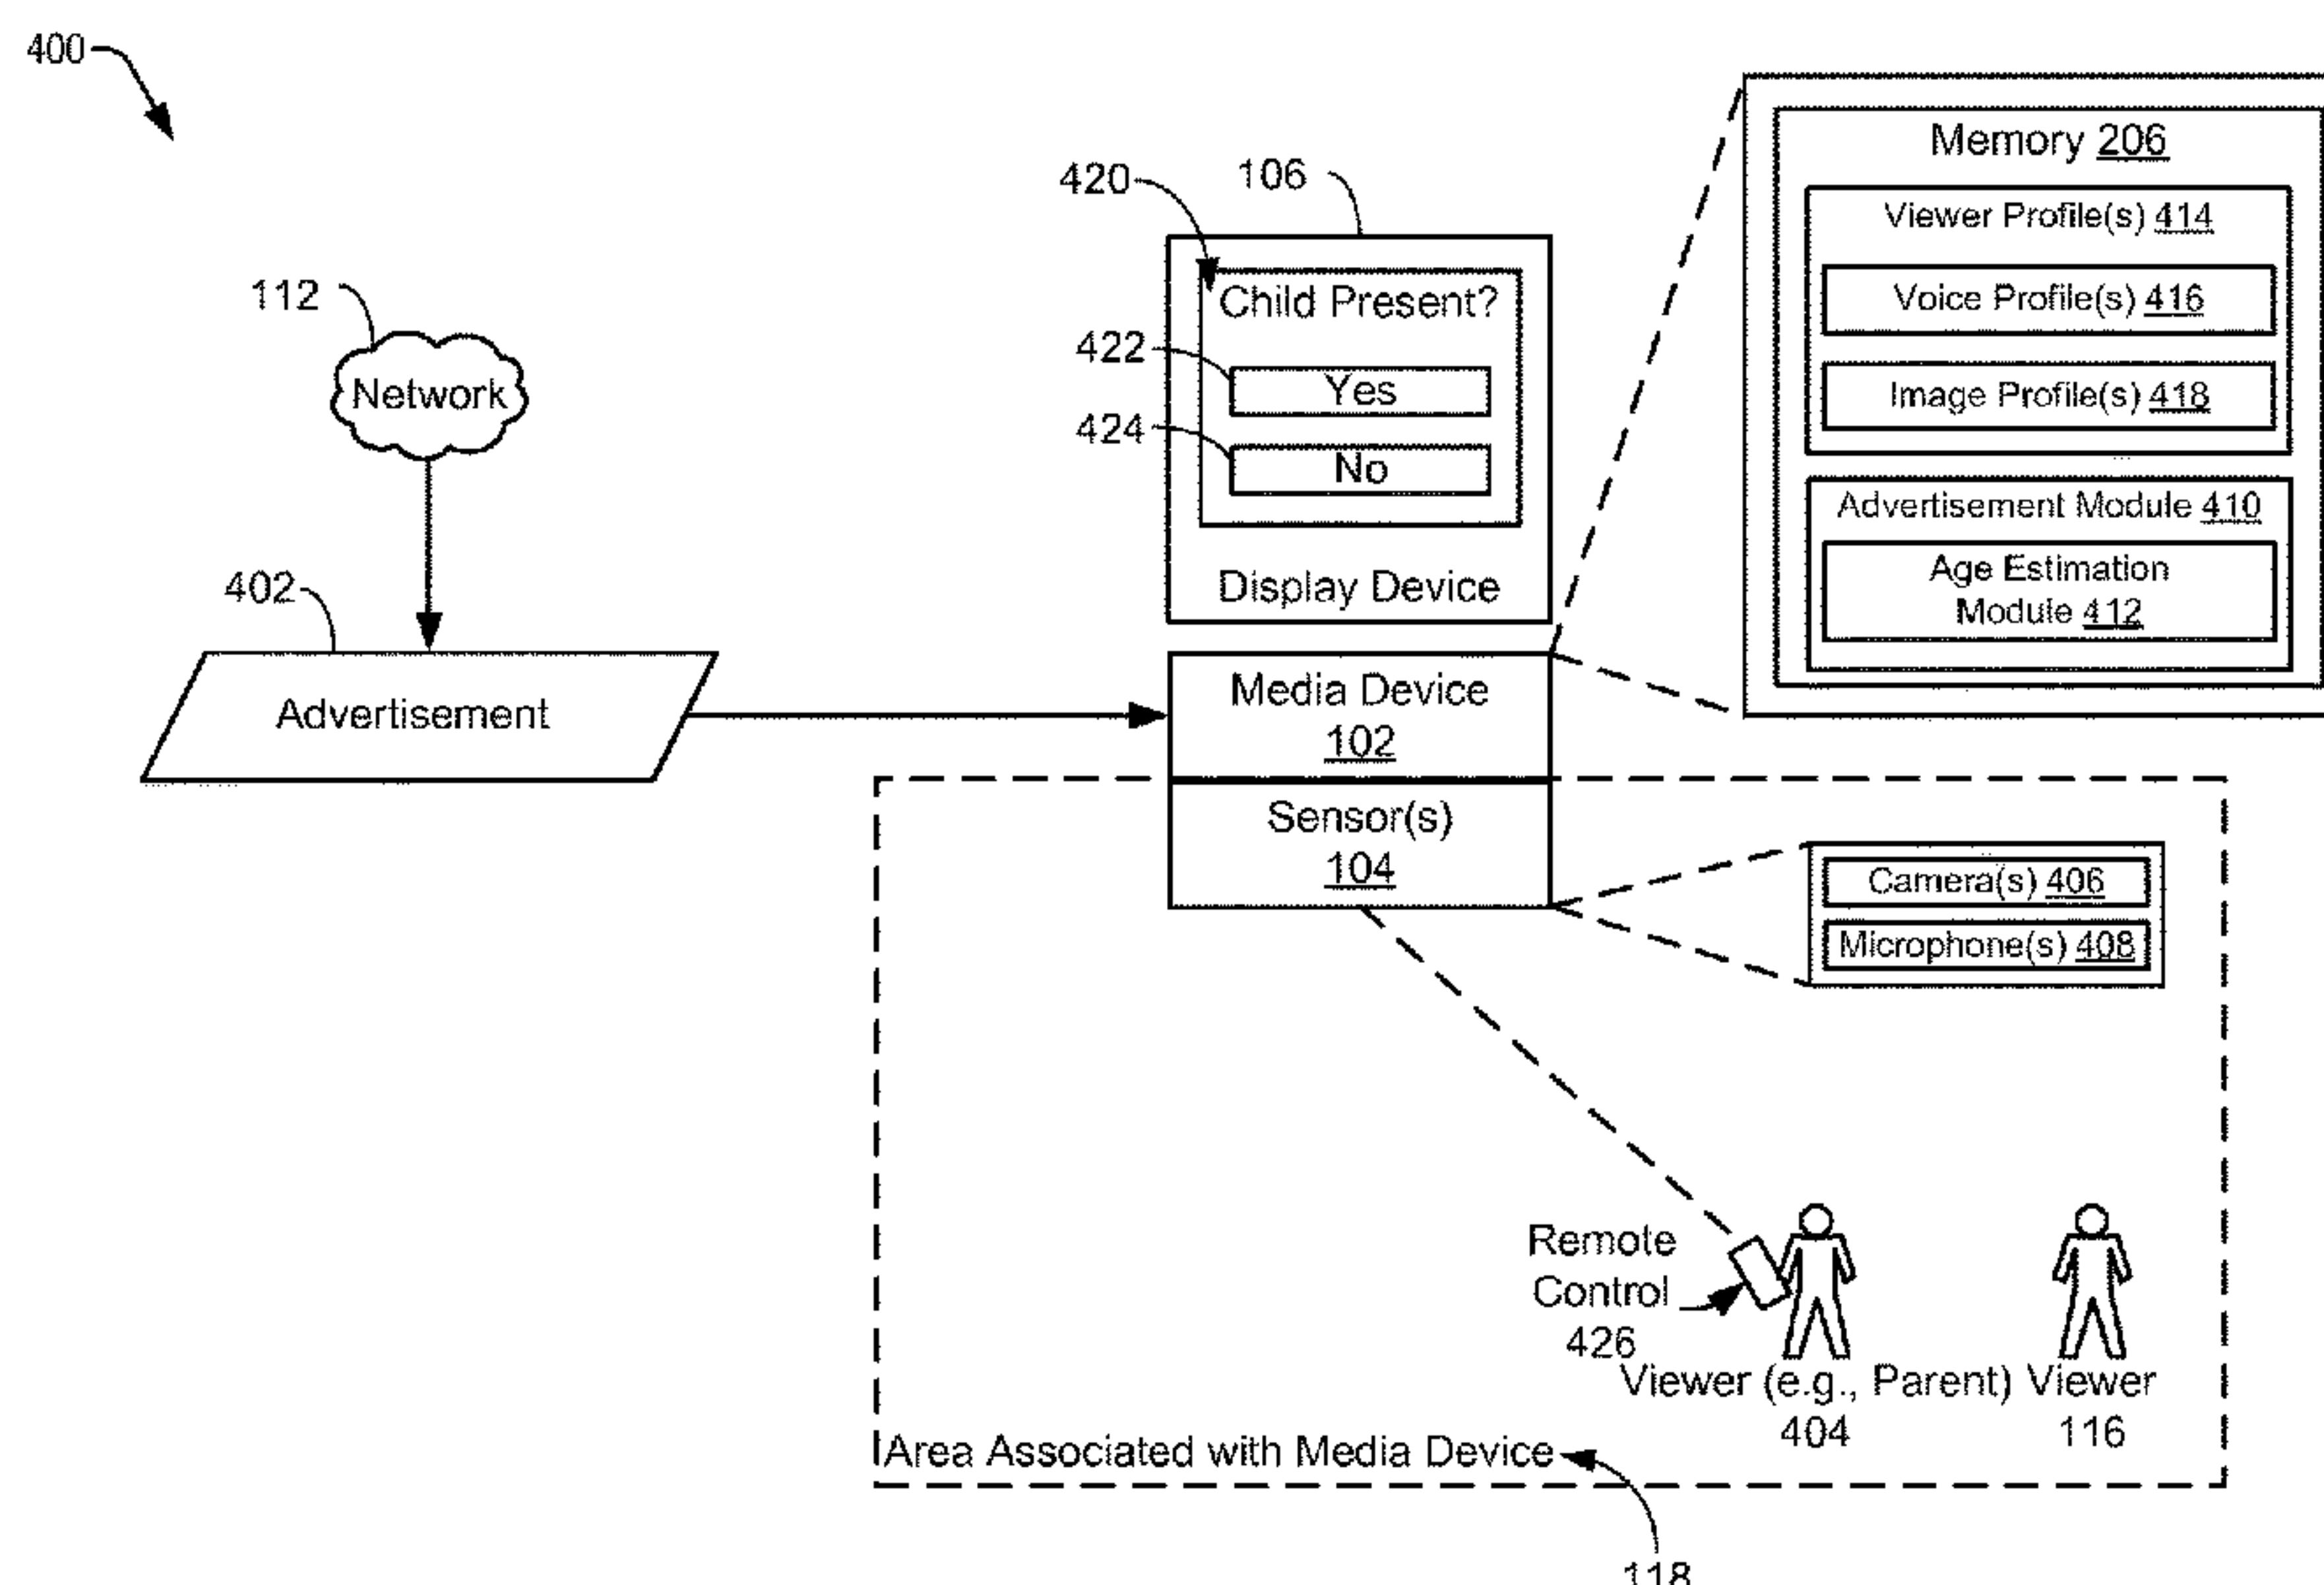 400
Memory 206
420
106
Viewer Profile(s) 414
112
Child Present?
Voice Profile(s) 416
422
Yes
Network
Image Profile(s) 418
424
No
Advertisement Module 410
402
Display Device
Age Estimation
Module 412
Advertisement
Media Device
102
Sensor(s)
104
Camera(s) 406
Microphone(s) 408
Remote
Control
426
Viewer (e.g., Parent)
404
Viewer
116
Area Associated with Media Device
118